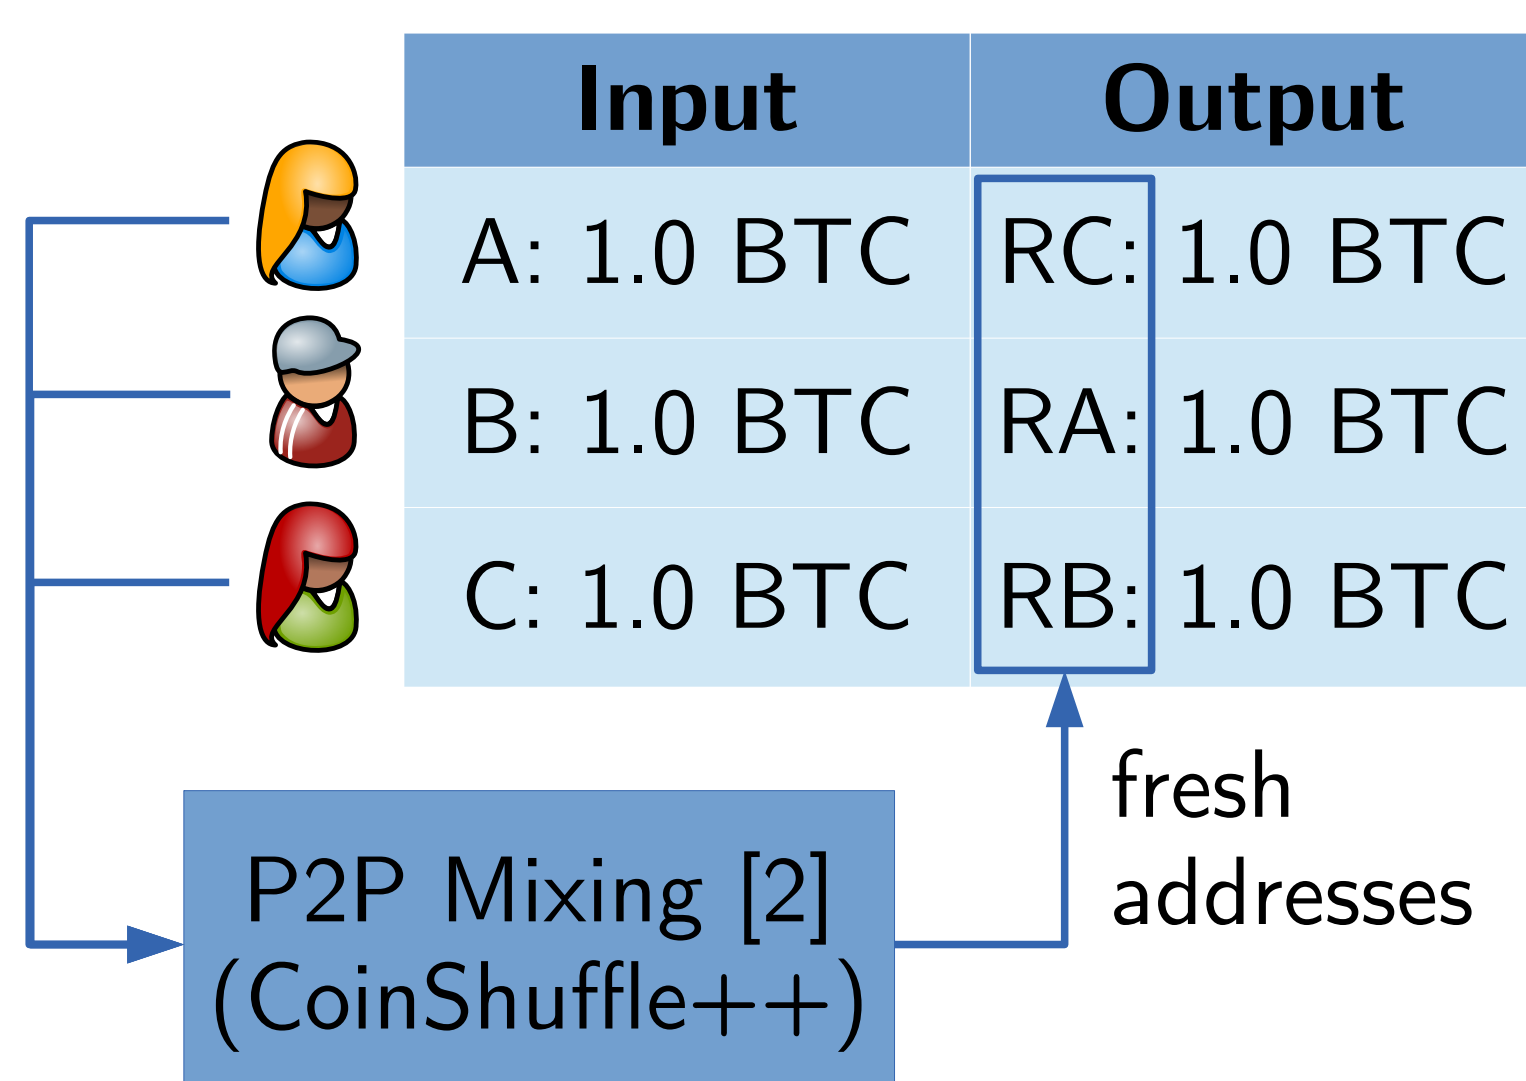 Input Output
A: 1.0 BTC RC: 1.0 BTC
B: 1.0 BTC RA: 1.0 BTC
C: 1.0 BTC RB: 1.0 BTC
fresh
addresses
P2P Mixing [2]
(CoinShuffle++)